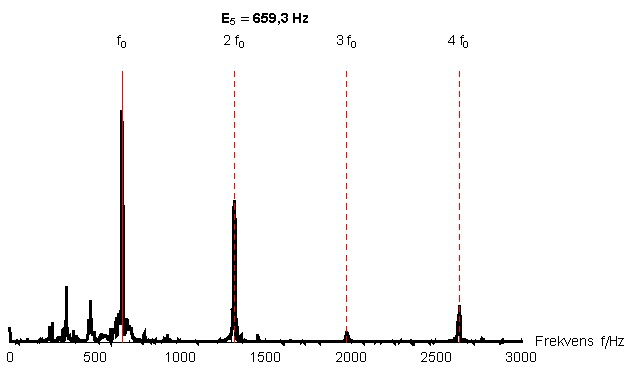 E₅ = 659,3 Hz
f₀ 2 f₀ 3 f₀ 4 f₀
Frekvens f/Hz
0 500 1000 1500 2000 2500 3000